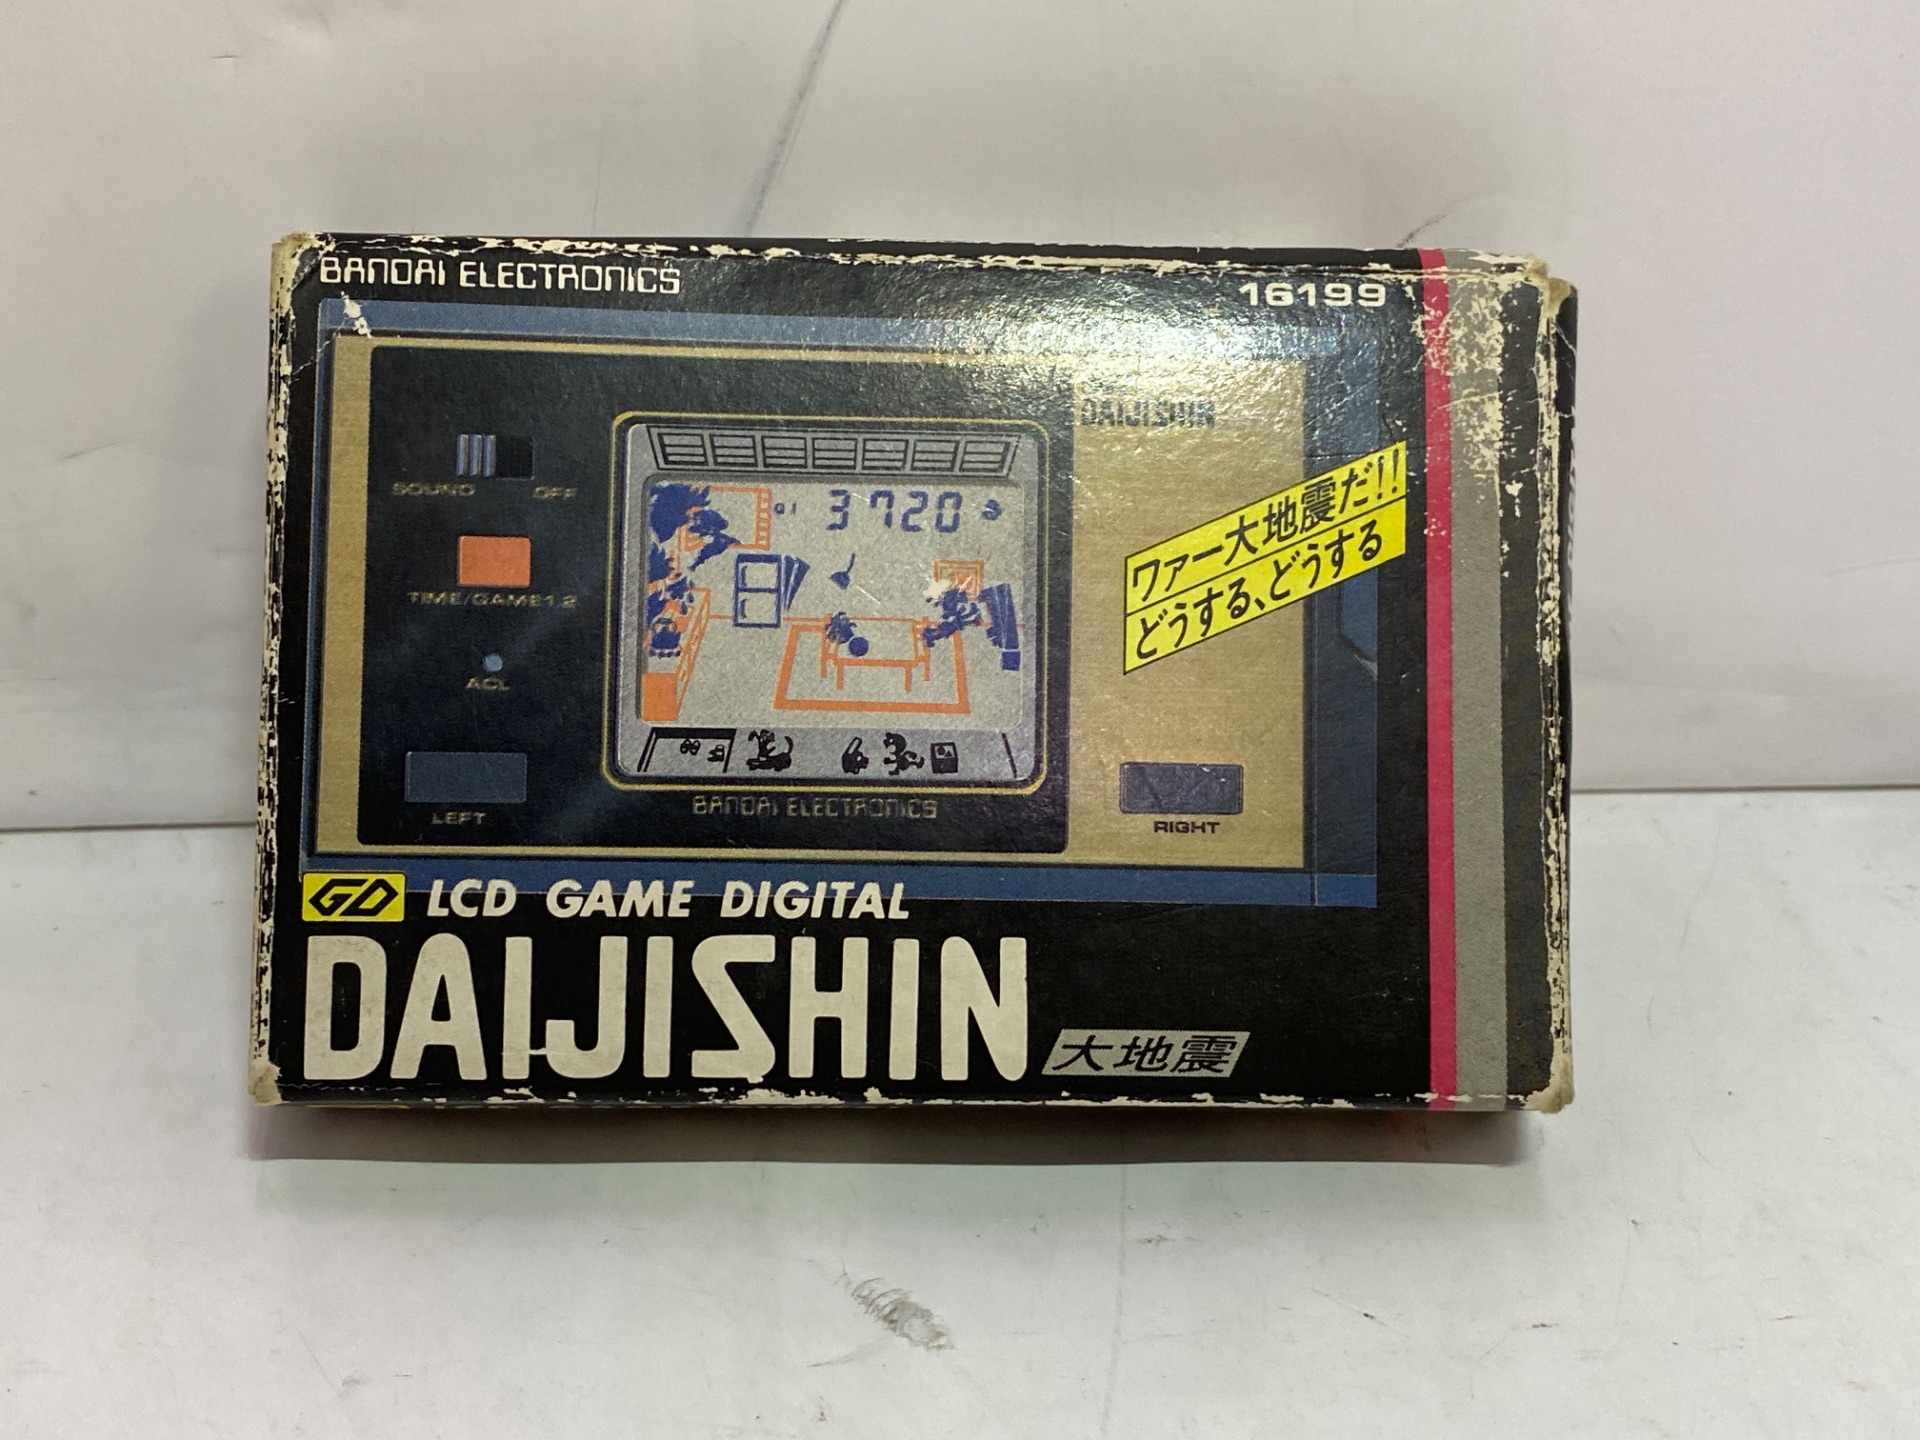 BANDAI ELECTRONICS
16199
DAIJISHIN
SOUND OFF
01 3720
TIME/GAME1.2
ワァー大地震だ!!
どうする、どうする
ACL
LEFT
BANDAI ELECTRONICS
RIGHT
GD LCD GAME DIGITAL
DAIJISHIN
大地震